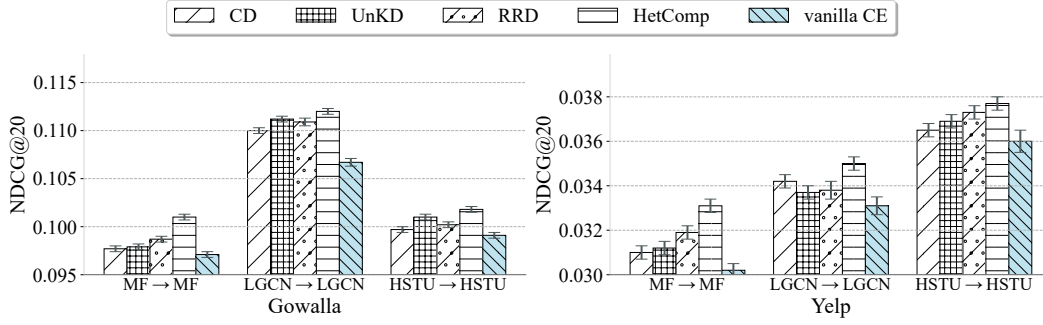 CD UnKD RRD HetComp vanilla CE
NDCG@20
0.115
0.110
0.105
0.100
0.095
MF → MF LGCN → LGCN HSTU → HSTU
Gowalla
NDCG@20
0.038
0.036
0.034
0.032
0.030
MF → MF LGCN → LGCN HSTU → HSTU
Yelp